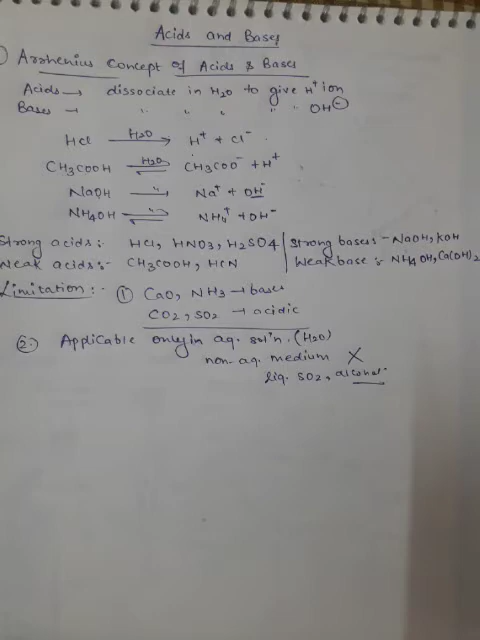 Acids and Bases
Arrhenius Concept of Acids & Bases
Acids → dissociate in H2O to give H+ ion
Bases → " " " " " OH⊖
HCl —H2O→ H+ + Cl-
CH3COOH ⇌H2O CH3COO- + H+
NaOH —"→ Na+ + OH-
NH4OH ⇌" NH4+ + OH-
Strong acids :- HCl, HNO3, H2SO4 | Strong bases - NaOH, KOH
Weak acids :- CH3COOH, HCN | Weak base :- NH4OH, Ca(OH)2
Limitation :- ① CaO, NH3 → bases
CO2, SO2 → acidic
② Applicable only in aq. sol'n. (H2O)
non-aq. medium X
liq. SO2, alcohol.